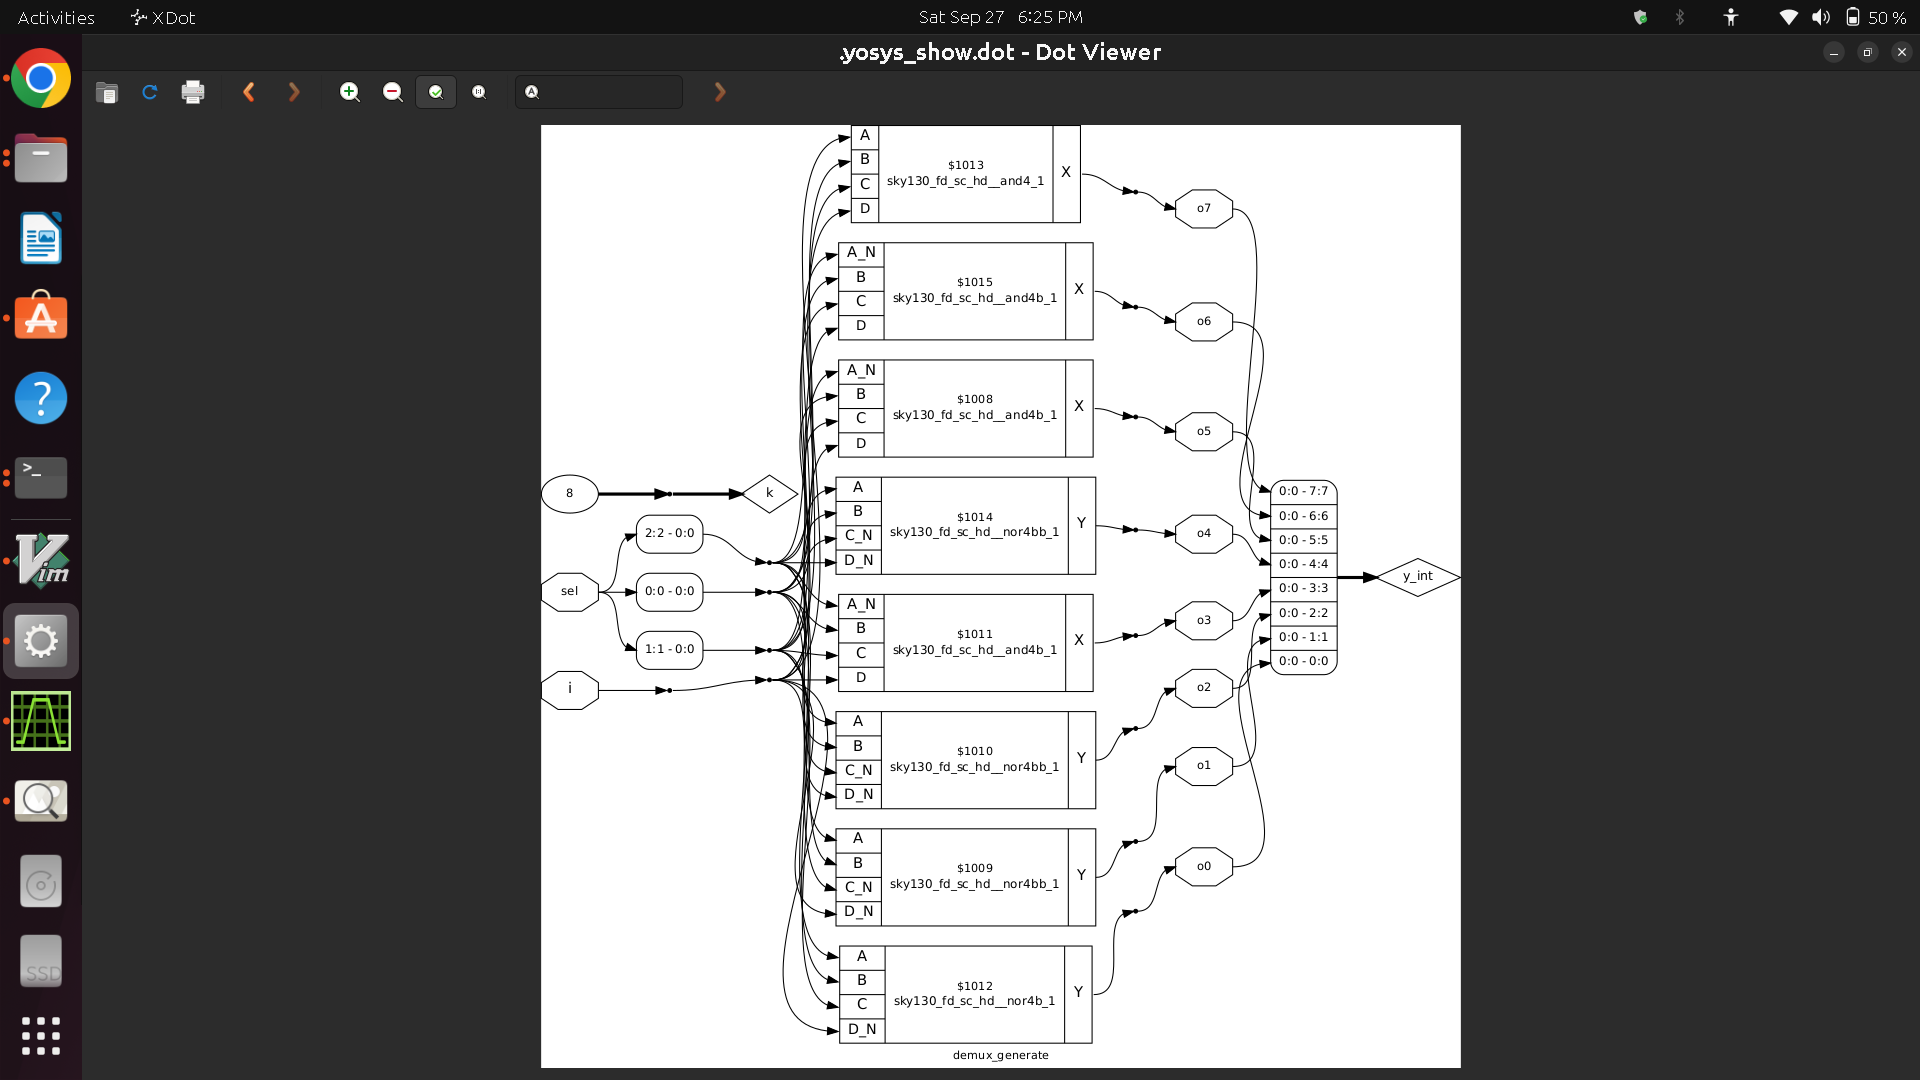 Activities
XDot
Sat Sep 27 6:25 PM
50 %
.yosys_show.dot - Dot Viewer
A
B
C
D
$1013
sky130_fd_sc_hd__and4_1
X
o7
A_N
B
C
D
$1015
sky130_fd_sc_hd__and4b_1
X
o6
A_N
B
C
D
$1008
sky130_fd_sc_hd__and4b_1
X
o5
8
k
A
B
C_N
D_N
$1014
sky130_fd_sc_hd__nor4bb_1
Y
o4
sel
2:2 - 0:0
0:0 - 0:0
1:1 - 0:0
i
A_N
B
C
D
$1011
sky130_fd_sc_hd__and4b_1
X
o3
A
B
C_N
D_N
$1010
sky130_fd_sc_hd__nor4bb_1
Y
o2
A
B
C_N
D_N
$1009
sky130_fd_sc_hd__nor4bb_1
Y
o1
A
B
C
D_N
$1012
sky130_fd_sc_hd__nor4b_1
Y
o0
0:0 - 7:7
0:0 - 6:6
0:0 - 5:5
0:0 - 4:4
0:0 - 3:3
0:0 - 2:2
0:0 - 1:1
0:0 - 0:0
y_int
demux_generate
Vim
SSD